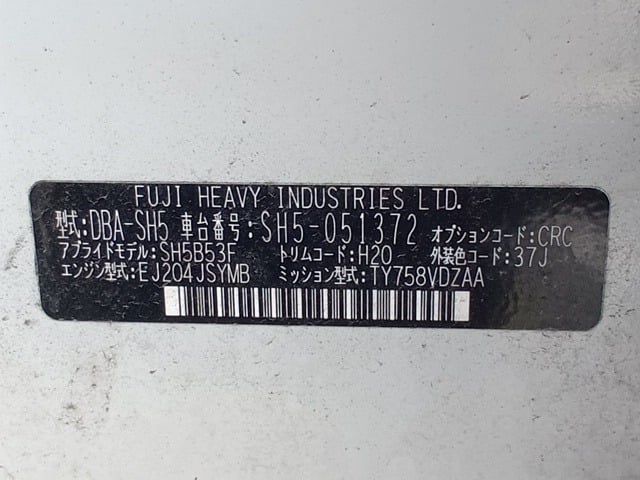 FUJI HEAVY INDUSTRIES LTD.
型式:DBA-SH5 車台番号:SH5-051372 オプションコード:CRC
アプライドモデル:SH5B53F トリムコード:H20 外装色コード:37J
エンジン型式:EJ204JSYMB ミッション型式:TY758VDZAA